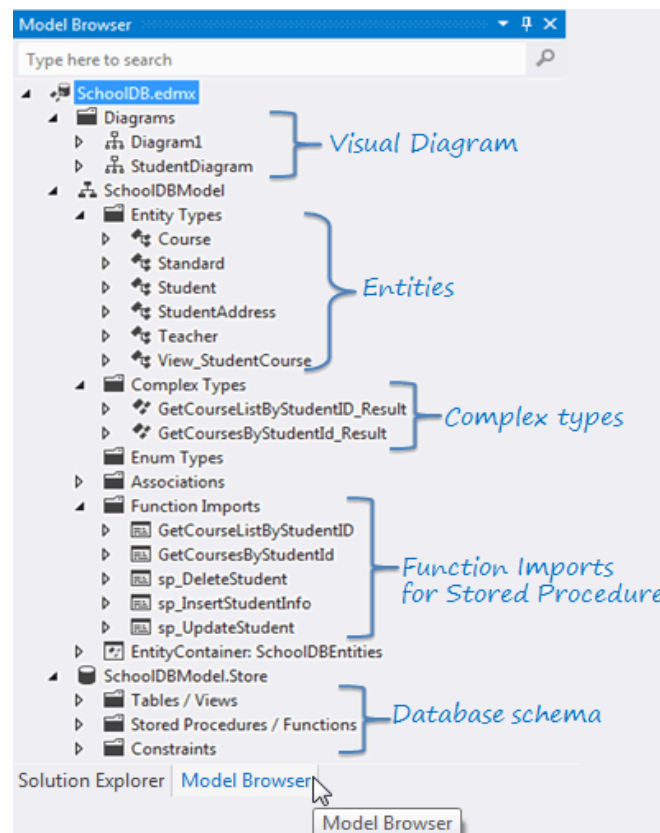 Model Browser
Type here to search
SchoolDB.edmx
Diagrams
Diagram1
StudentDiagram
Visual Diagram
SchoolDBModel
Entity Types
Course
Standard
Student
StudentAddress
Teacher
View_StudentCourse
Entities
Complex Types
GetCourseListByStudentID_Result
GetCoursesByStudentId_Result
Complex types
Enum Types
Associations
Function Imports
GetCourseListByStudentID
GetCoursesByStudentId
sp_DeleteStudent
sp_InsertStudentInfo
sp_UpdateStudent
Function Imports
for Stored Procedure
EntityContainer: SchoolDBEntities
SchoolDBModel.Store
Tables / Views
Stored Procedures / Functions
Constraints
Database schema
Solution Explorer Model Browser
Model Browser